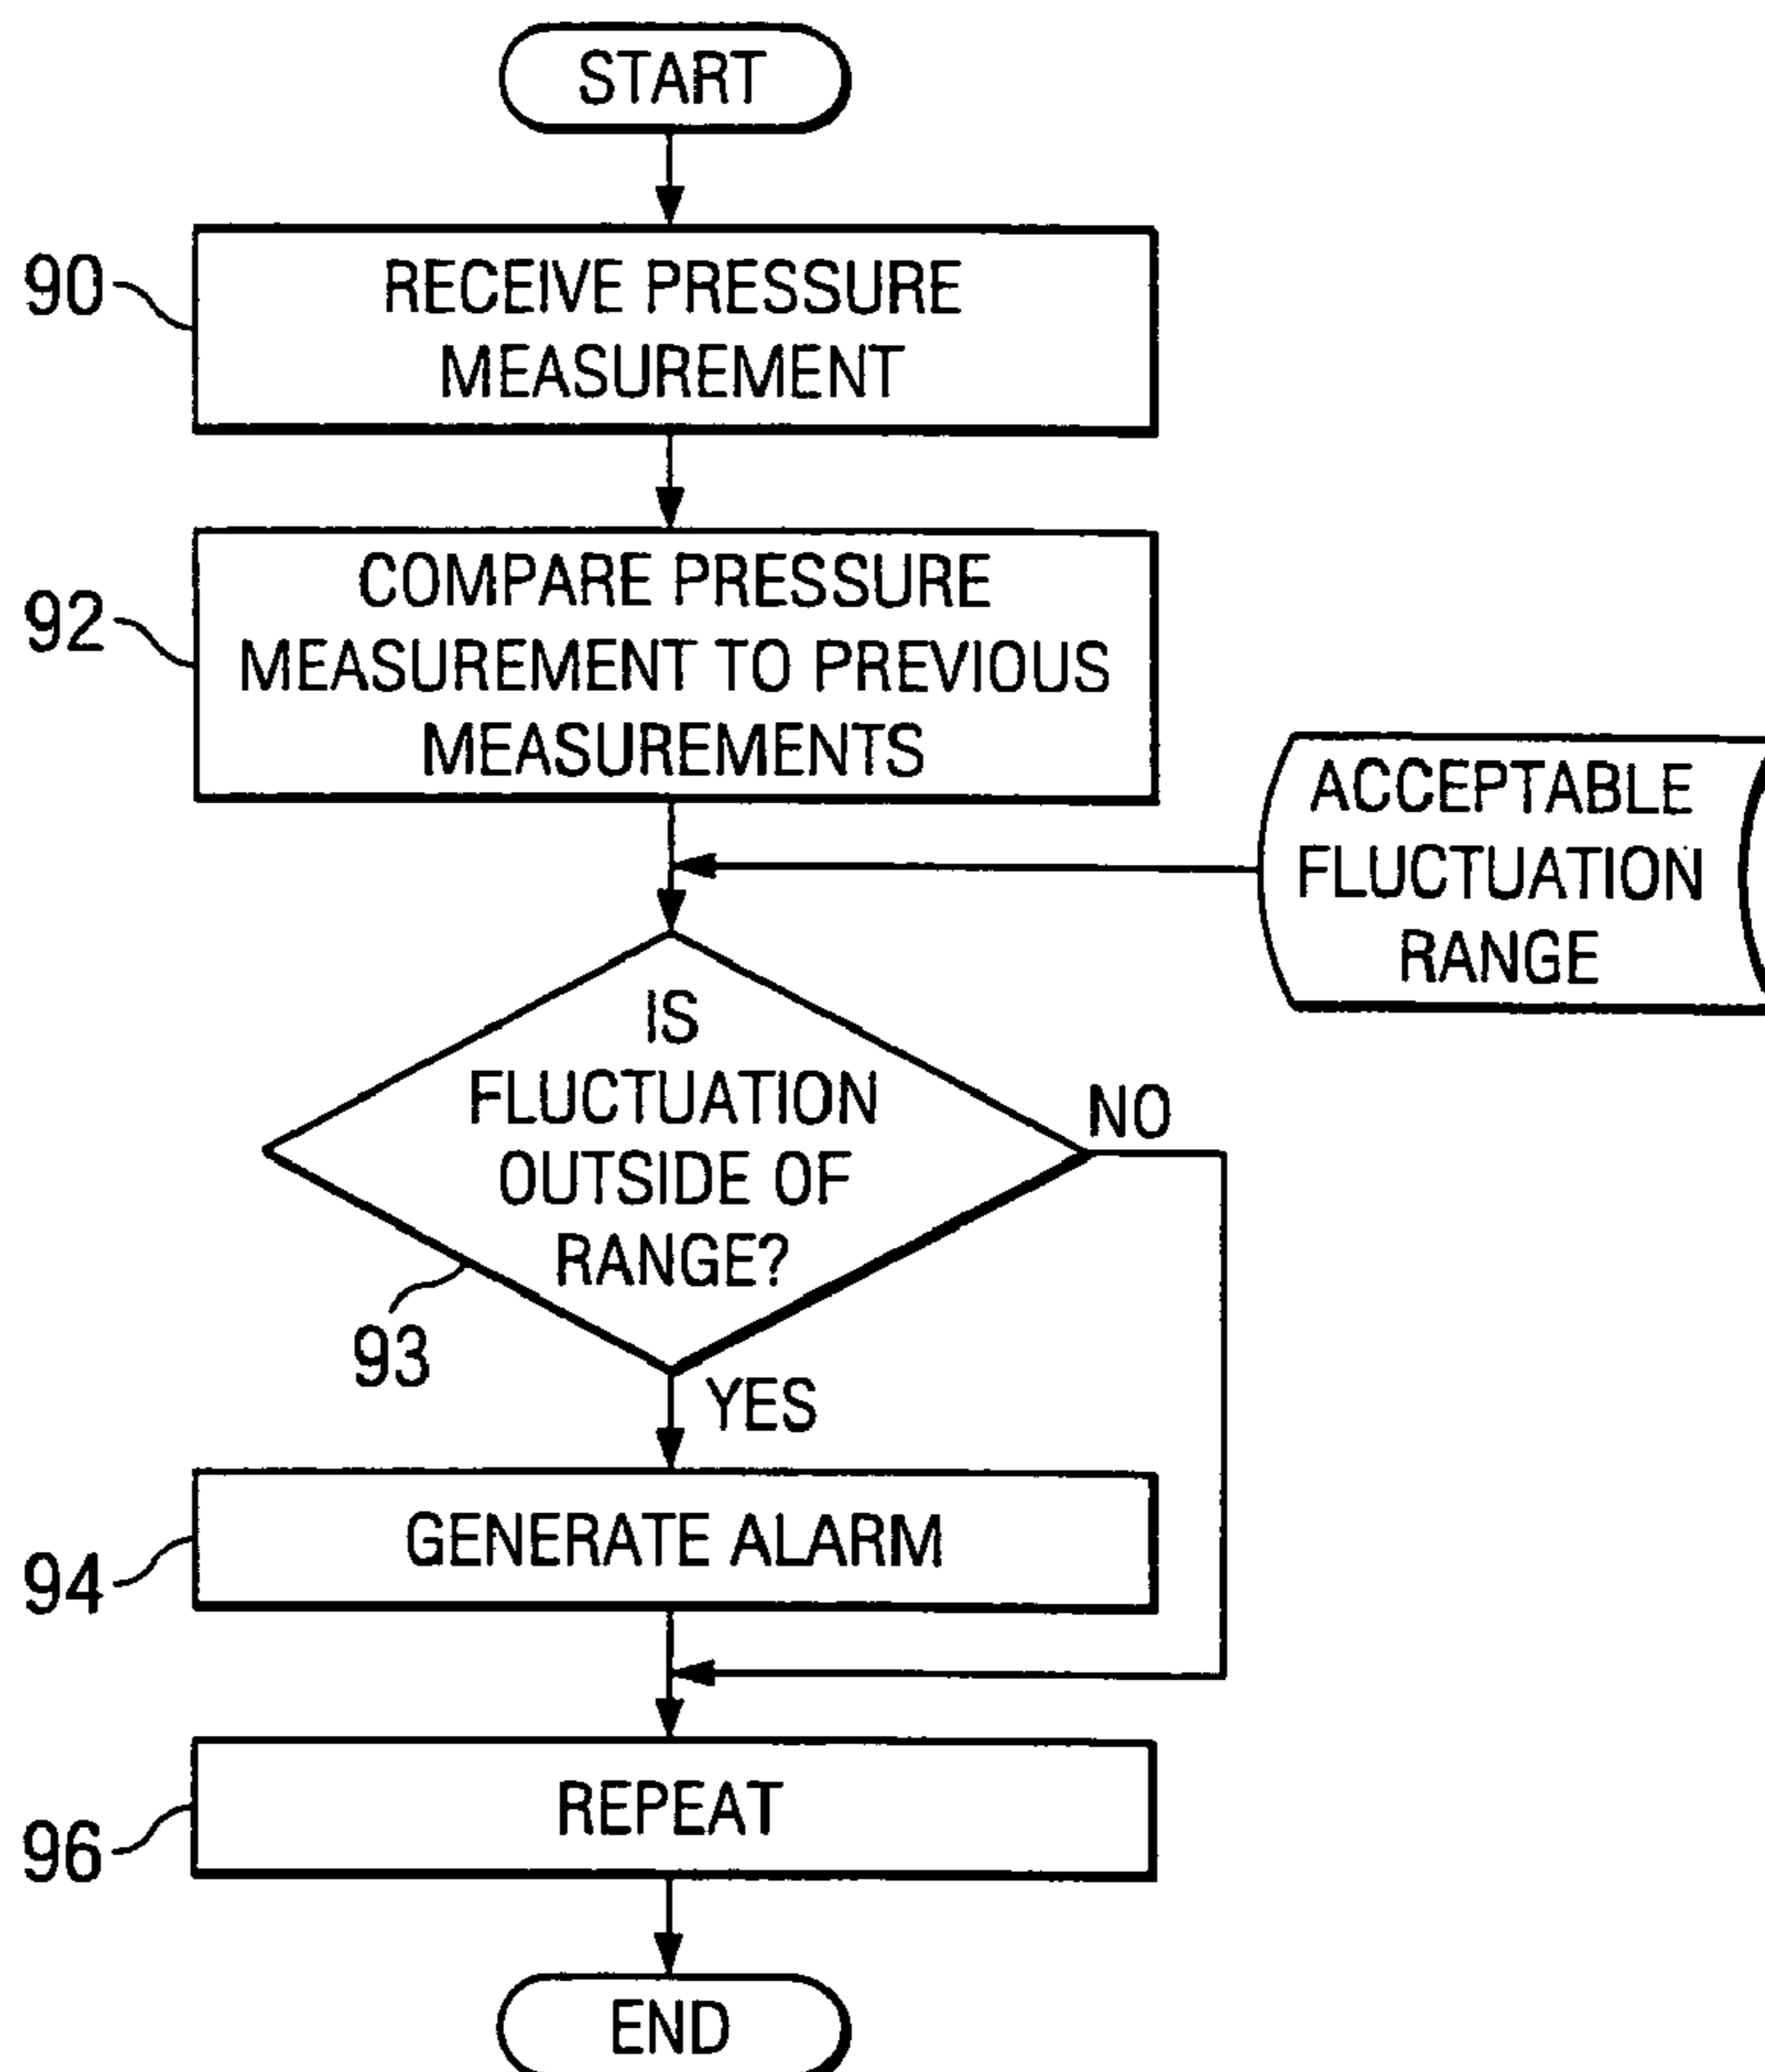 START
90
RECEIVE PRESSURE
MEASUREMENT
92
COMPARE PRESSURE
MEASUREMENT TO PREVIOUS
MEASUREMENTS
ACCEPTABLE
FLUCTUATION
RANGE
IS
FLUCTUATION
OUTSIDE OF
RANGE?
NO
93
YES
94
GENERATE ALARM
96
REPEAT
END